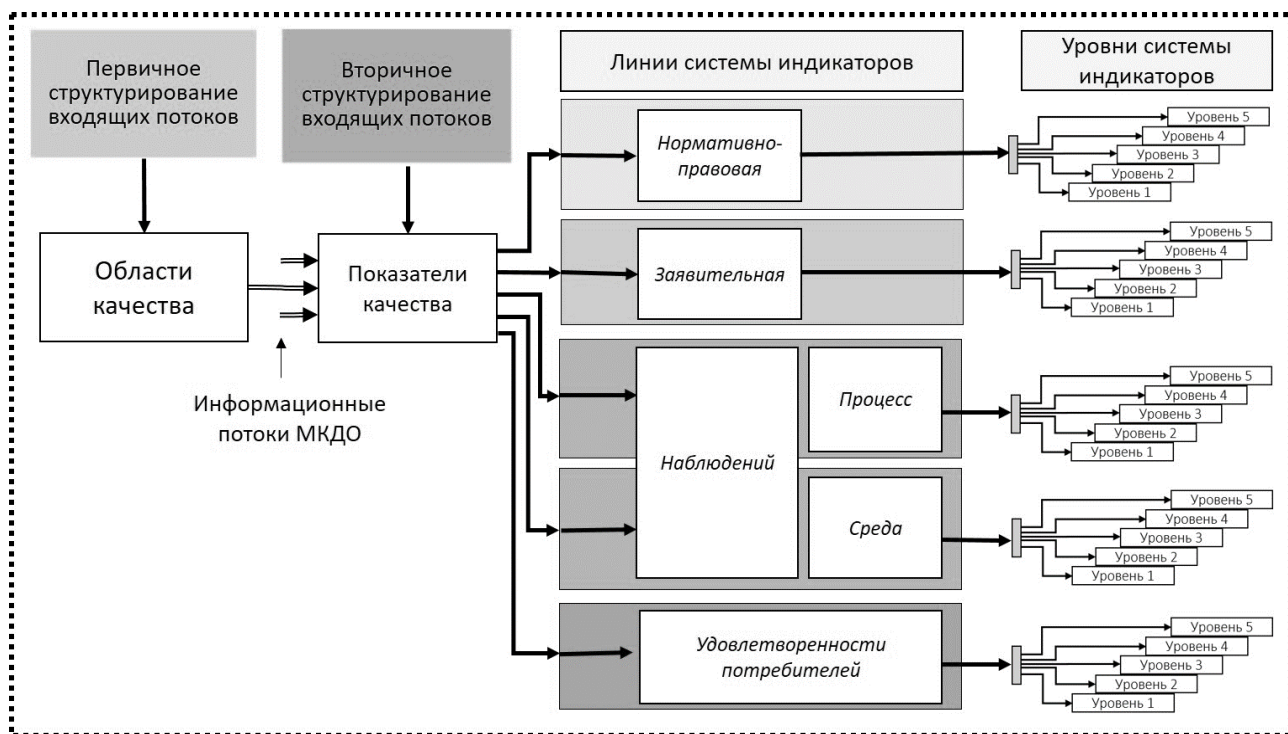 Первичное
структурирование
входящих потоков
Вторичное
структурирование
входящих потоков
Линии системы индикаторов
Уровни системы
индикаторов
Области
качества
Показатели
качества
Информационные
потоки МКДО
Нормативно-
правовая
Уровень 5
Уровень 4
Уровень 3
Уровень 2
Уровень 1
Заявительная
Уровень 5
Уровень 4
Уровень 3
Уровень 2
Уровень 1
Наблюдений
Процесс
Уровень 5
Уровень 4
Уровень 3
Уровень 2
Уровень 1
Среда
Уровень 5
Уровень 4
Уровень 3
Уровень 2
Уровень 1
Удовлетворенности
потребителей
Уровень 5
Уровень 4
Уровень 3
Уровень 2
Уровень 1